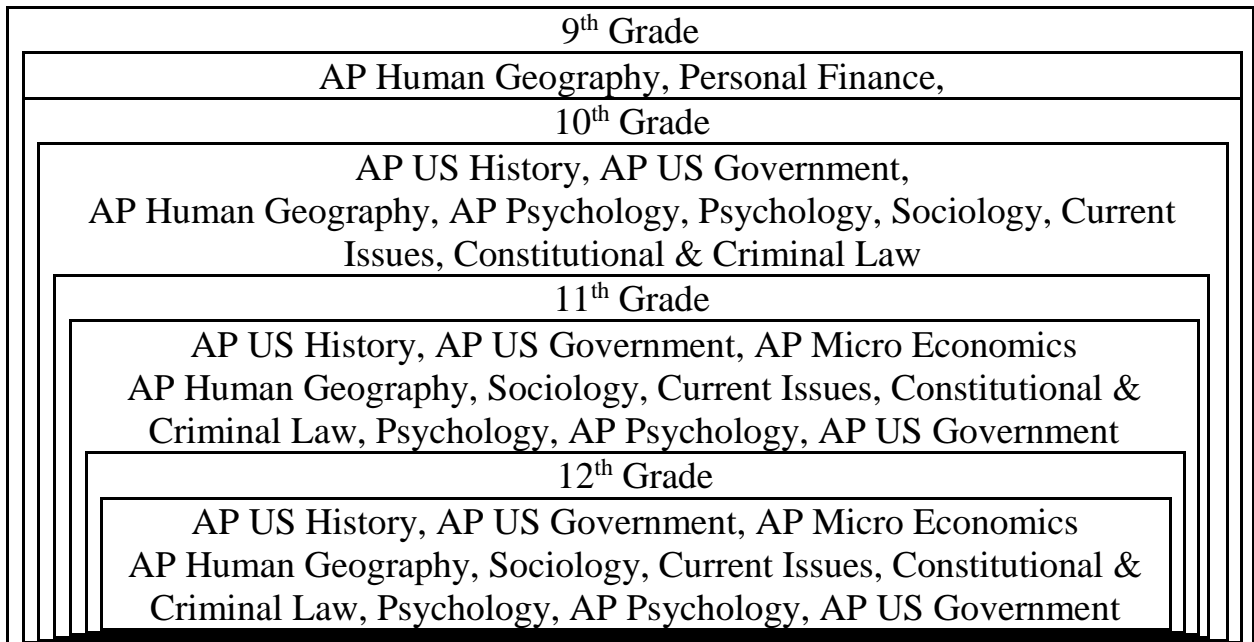 9th Grade
AP Human Geography, Personal Finance,
10th Grade
AP US History, AP US Government,
AP Human Geography, AP Psychology, Psychology, Sociology, Current
Issues, Constitutional & Criminal Law
11th Grade
AP US History, AP US Government, AP Micro Economics
AP Human Geography, Sociology, Current Issues, Constitutional &
Criminal Law, Psychology, AP Psychology, AP US Government
12th Grade
AP US History, AP US Government, AP Micro Economics
AP Human Geography, Sociology, Current Issues, Constitutional &
Criminal Law, Psychology, AP Psychology, AP US Government